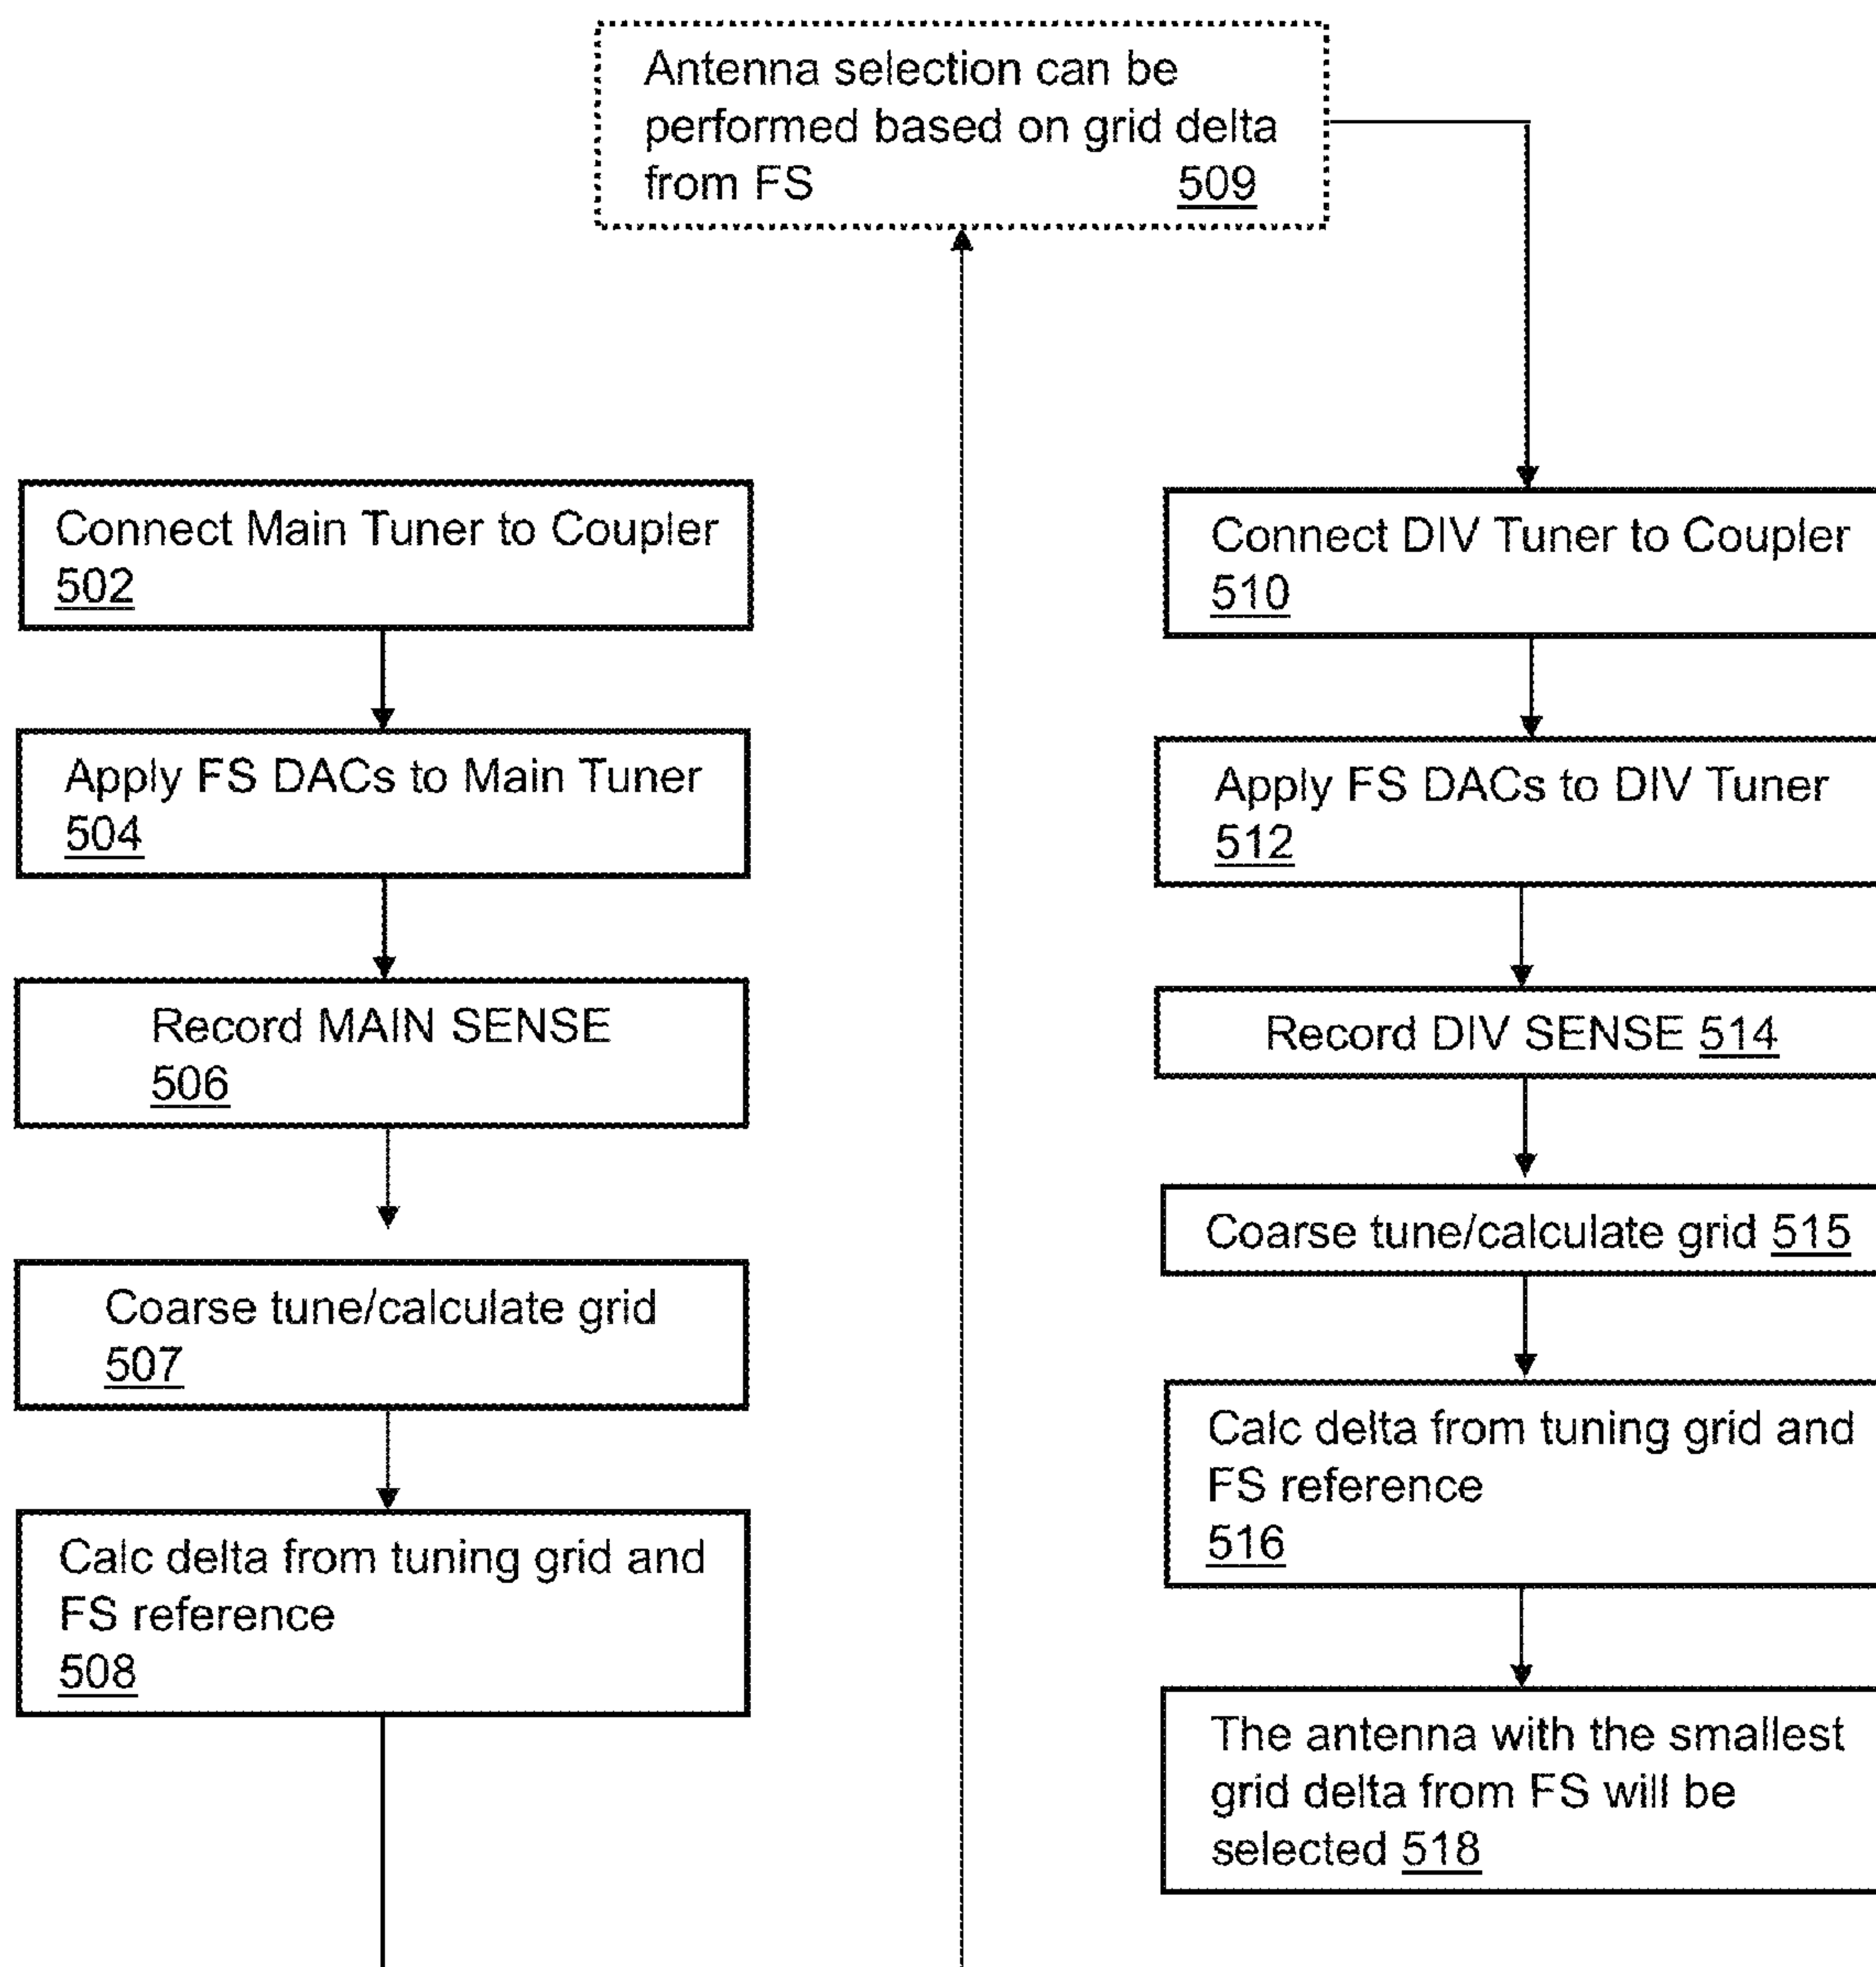 Antenna selection can be
performed based on grid delta
from FS 509
Connect Main Tuner to Coupler
502
Apply FS DACs to Main Tuner
504
Record MAIN SENSE
506
Coarse tune/calculate grid
507
Calc delta from tuning grid and
FS reference
508
Connect DIV Tuner to Coupler
510
Apply FS DACs to DIV Tuner
512
Record DIV SENSE 514
Coarse tune/calculate grid 515
Calc delta from tuning grid and
FS reference
516
The antenna with the smallest
grid delta from FS will be
selected 518